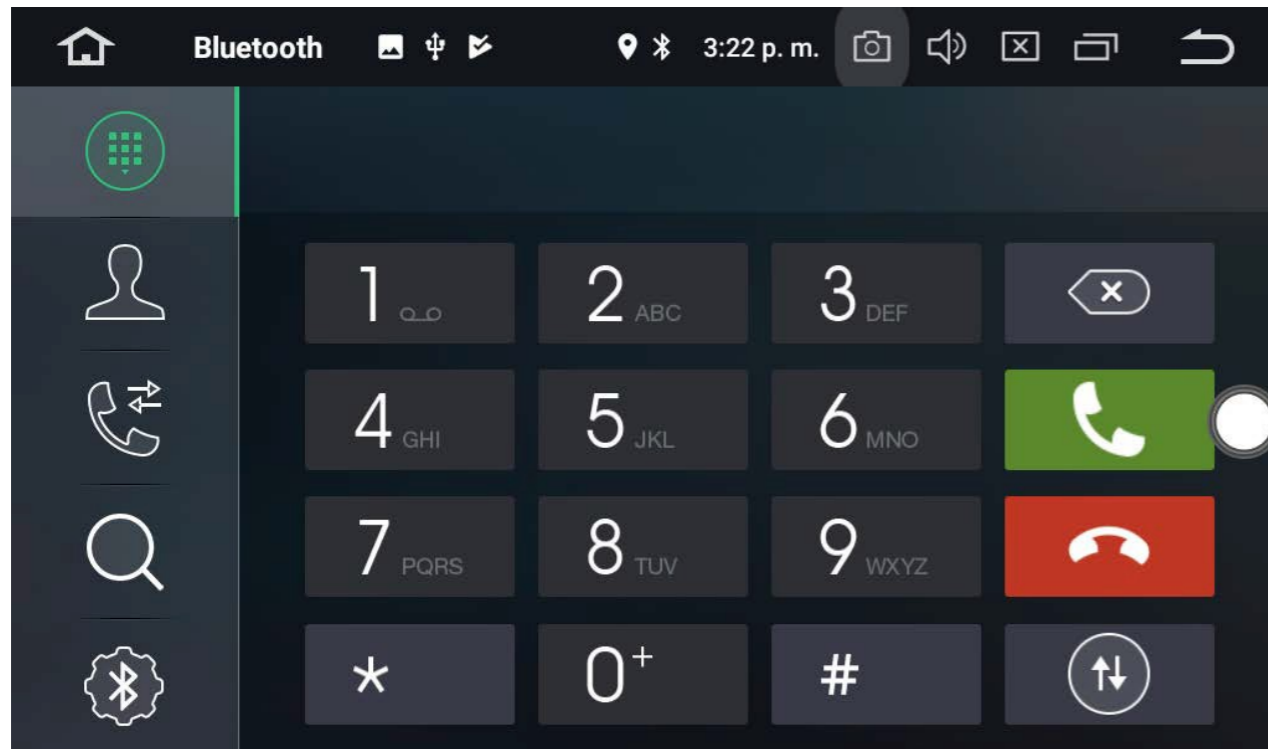 Bluetooth 3:22 p. m.
1 2 ABC 3 DEF
4 GHI 5 JKL 6 MNO
7 PQRS 8 TUV 9 WXYZ
* 0+ #